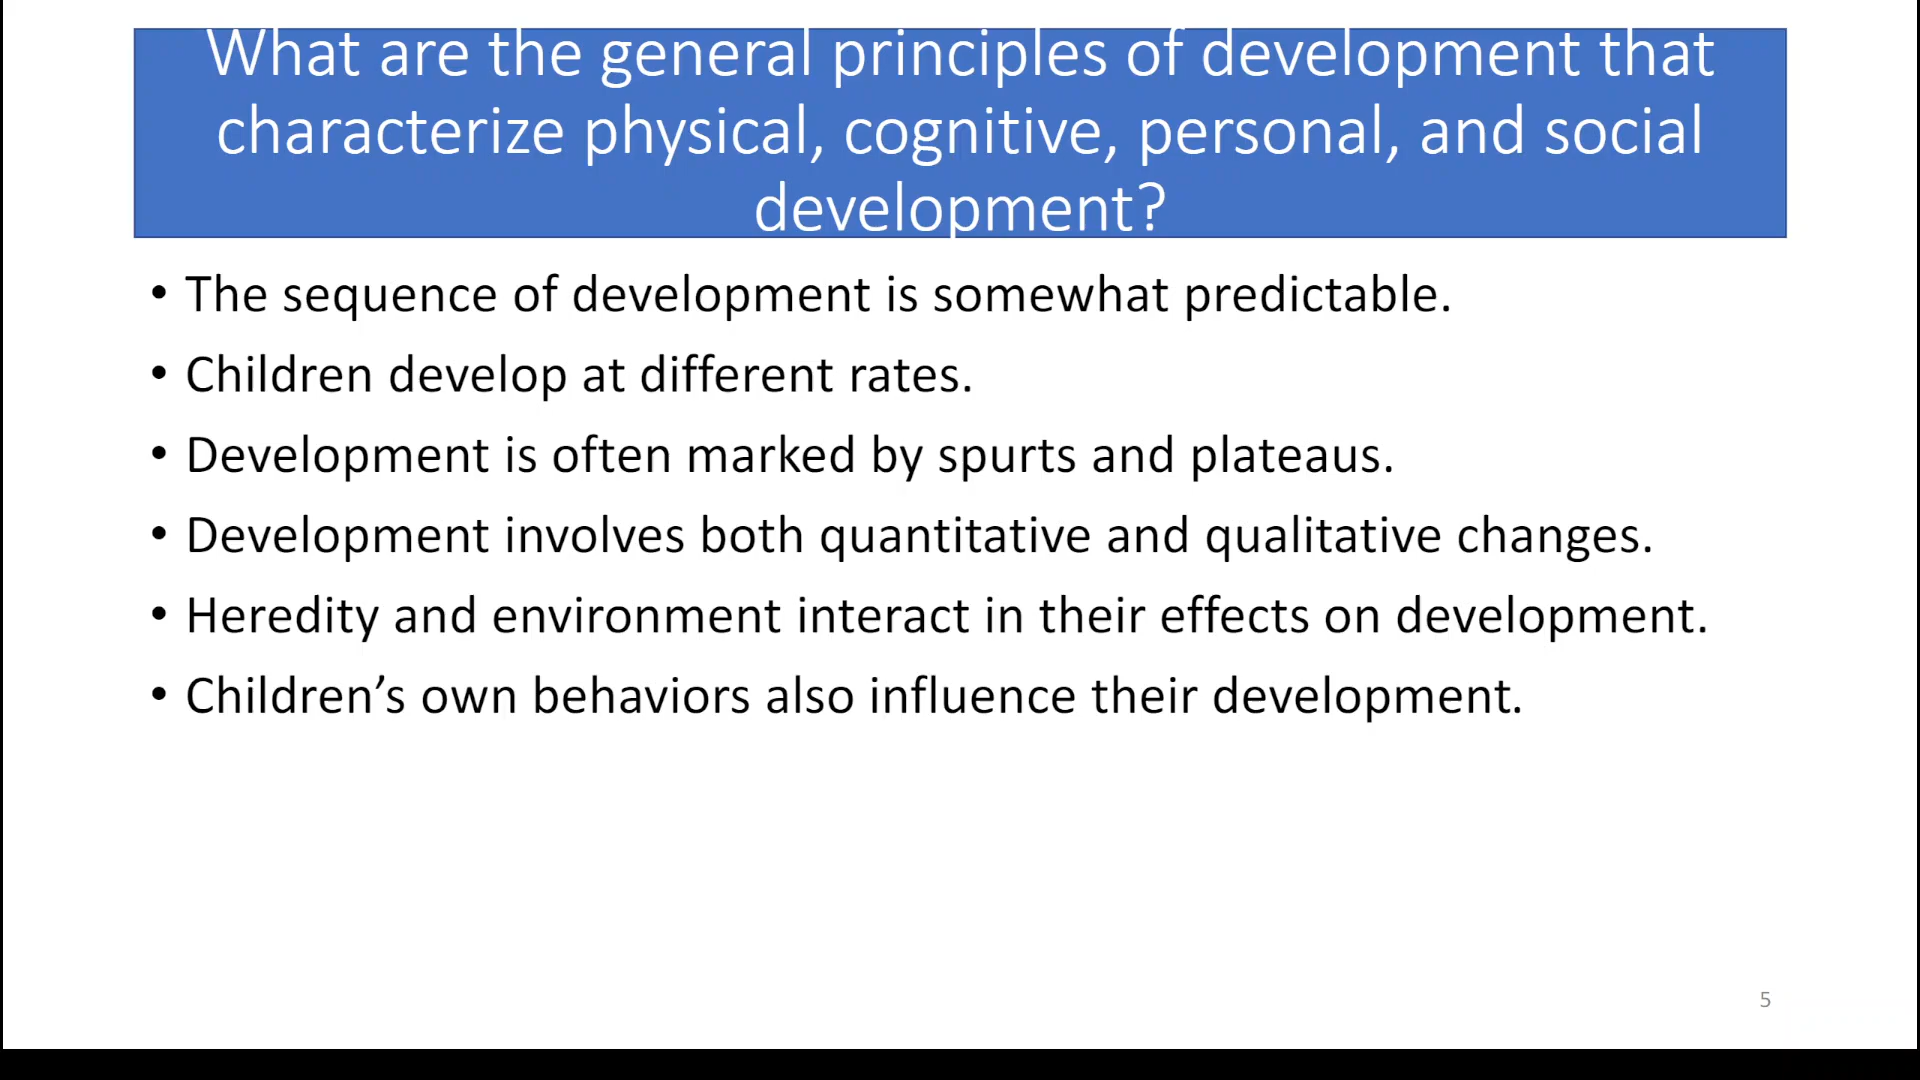 What are the general principles of development that
characterize physical, cognitive, personal, and social
development?
• The sequence of development is somewhat predictable.
• Children develop at different rates.
• Development is often marked by spurts and plateaus.
• Development involves both quantitative and qualitative changes.
• Heredity and environment interact in their effects on development.
• Children’s own behaviors also influence their development.
5